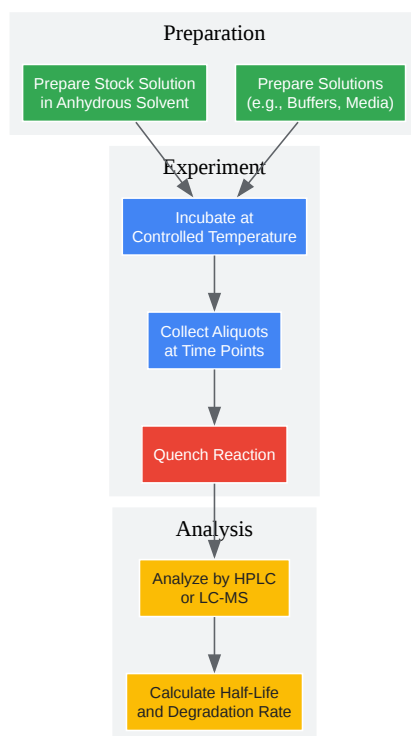 Preparation
Prepare Stock Solution
in Anhydrous Solvent
Prepare Solutions
(e.g., Buffers, Media)
Experiment
Incubate at
Controlled Temperature
Collect Aliquots
at Time Points
Quench Reaction
Analysis
Analyze by HPLC
or LC-MS
Calculate Half-Life
and Degradation Rate